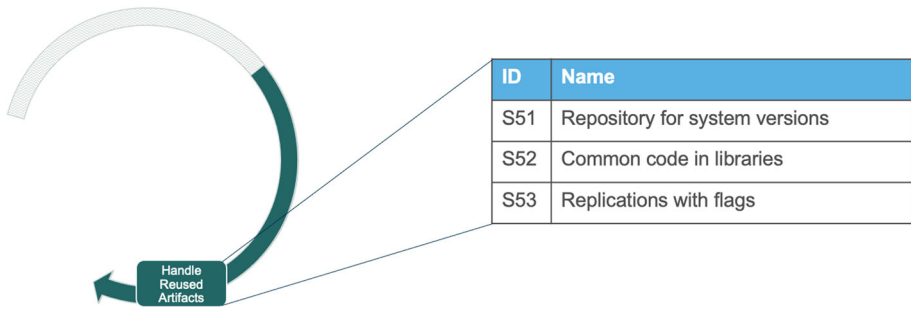 Handle
Reused
Artifacts
ID Name
S51 Repository for system versions
S52 Common code in libraries
S53 Replications with flags